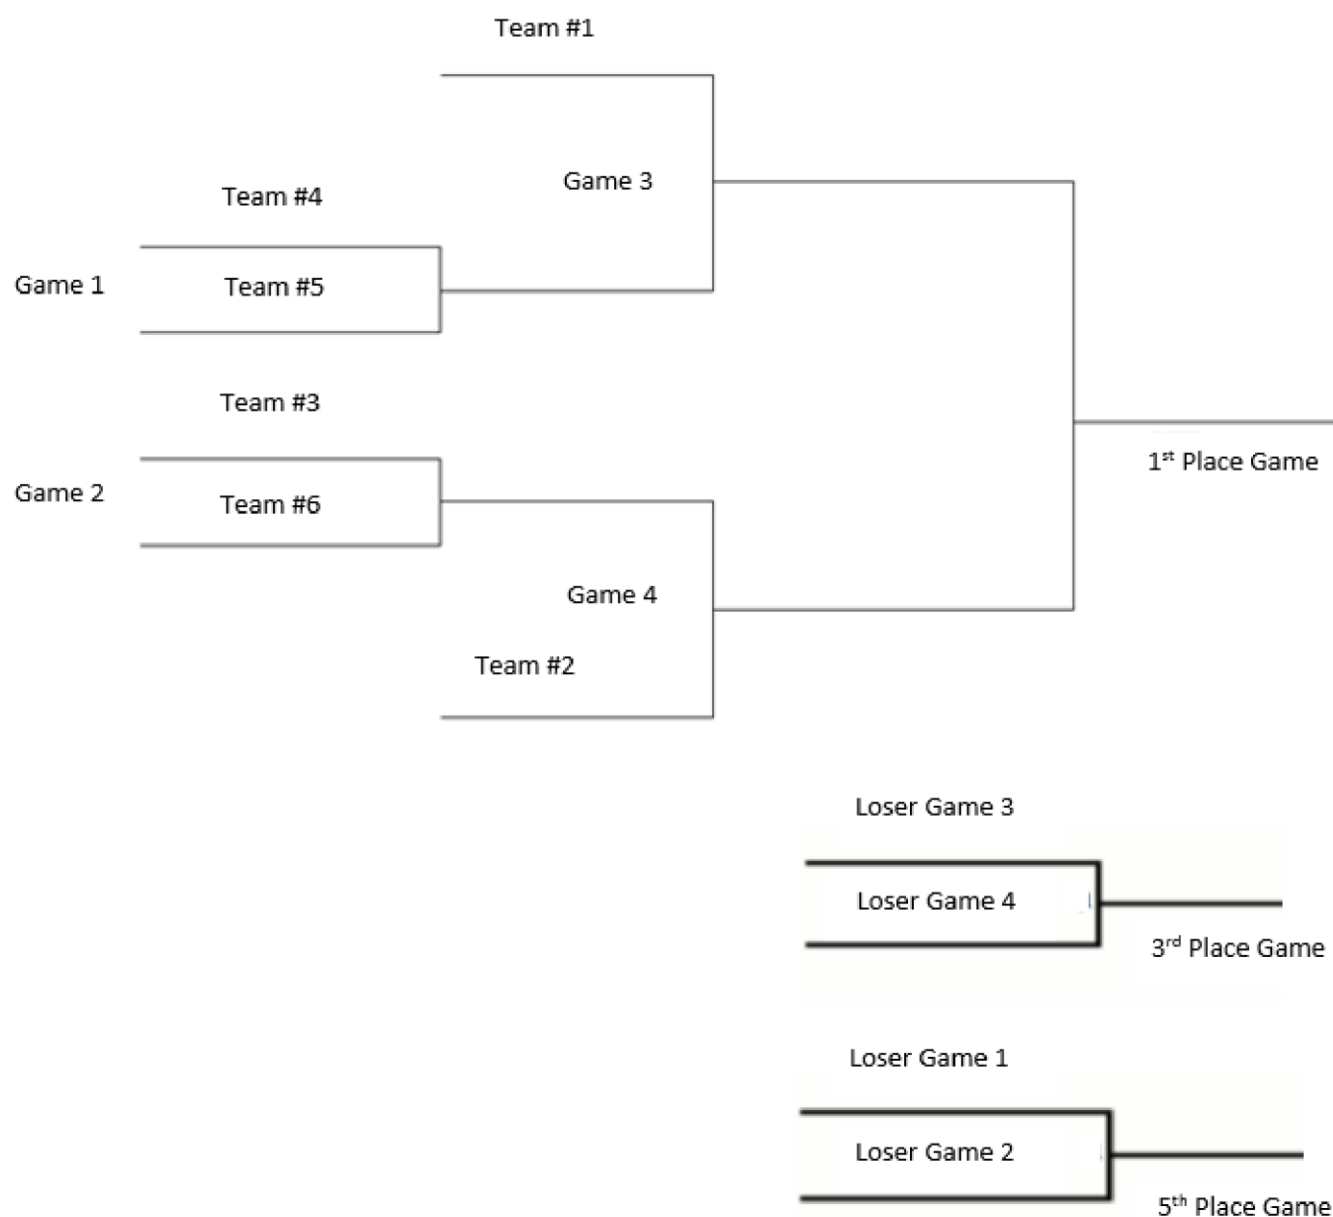 Team #1
Game 3
Team #4
Game 1
Team #5
Team #3
1st Place Game
Game 2
Team #6
Game 4
Team #2
Loser Game 3
Loser Game 4
3rd Place Game
Loser Game 1
Loser Game 2
5th Place Game